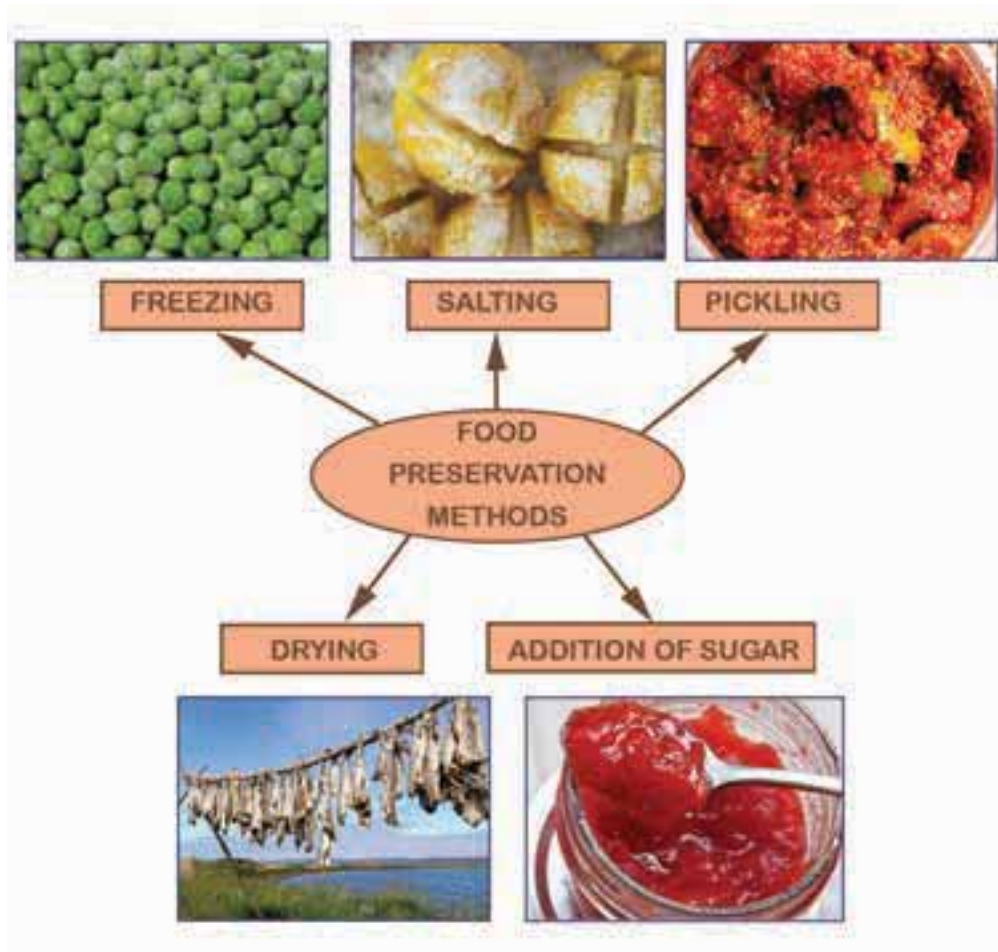 FREEZING
SALTING
PICKLING
FOOD
PRESERVATION
METHODS
DRYING
ADDITION OF SUGAR